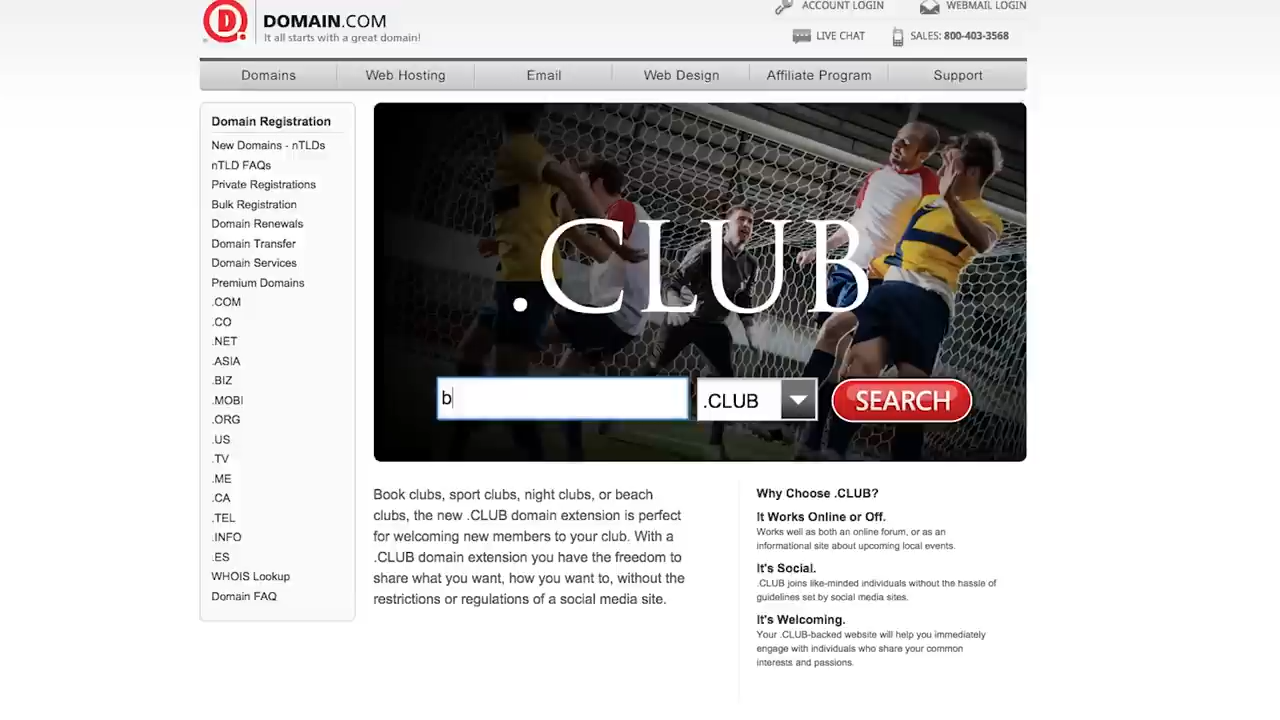 ACCOUNT LOGIN
WEBMAIL LOGIN
DOMAIN.COM
It all starts with a great domain!
LIVE CHAT
SALES: 800-403-3568
Domains
Web Hosting
Email
Web Design
Affiliate Program
Support
Domain Registration
New Domains - nTLDs
nTLD FAQs
Private Registrations
Bulk Registration
Domain Renewals
Domain Transfer
Domain Services
Premium Domains
.COM
.CO
.NET
.ASIA
.BIZ
.MOBI
.ORG
.US
.TV
.ME
.CA
.TEL
.INFO
.ES
WHOIS Lookup
Domain FAQ
.CLUB
b
.CLUB
SEARCH
Book clubs, sport clubs, night clubs, or beach
clubs, the new .CLUB domain extension is perfect
for welcoming new members to your club. With a
.CLUB domain extension you have the freedom to
share what you want, how you want to, without the
restrictions or regulations of a social media site.
Why Choose .CLUB?
It Works Online or Off.
Works well as both an online forum, or as an
informational site about upcoming local events.
It's Social.
.CLUB joins like-minded individuals without the hassle of
guidelines set by social media sites.
It's Welcoming.
Your .CLUB-backed website will help you immediately
engage with individuals who share your common
interests and passions.